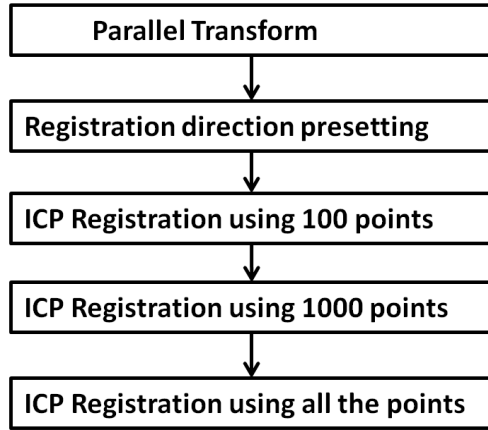 Parallel Transform
Registration direction presetting
ICP Registration using 100 points
ICP Registration using 1000 points
ICP Registration using all the points